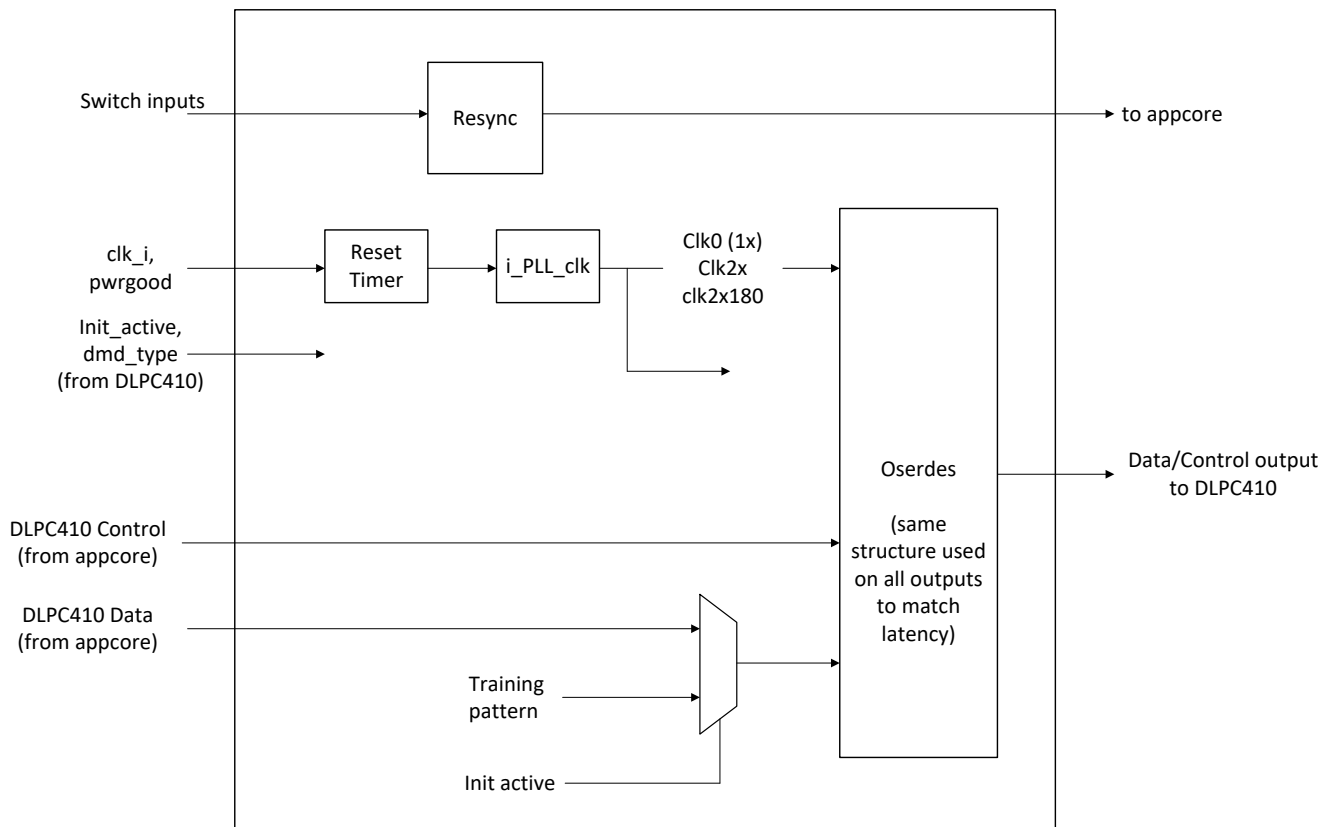 Switch inputs
Resync
to appcore
clk_i,
pwrgood
Reset
Timer
i_PLL_clk
Clk0 (1x)
Clk2x
clk2x180
Init_active,
dmd_type
(from DLPC410)
Oserdes
(same
structure used
on all outputs
to match
latency)
Data/Control output
to DLPC410
DLPC410 Control
(from appcore)
DLPC410 Data
(from appcore)
Training
pattern
Init active